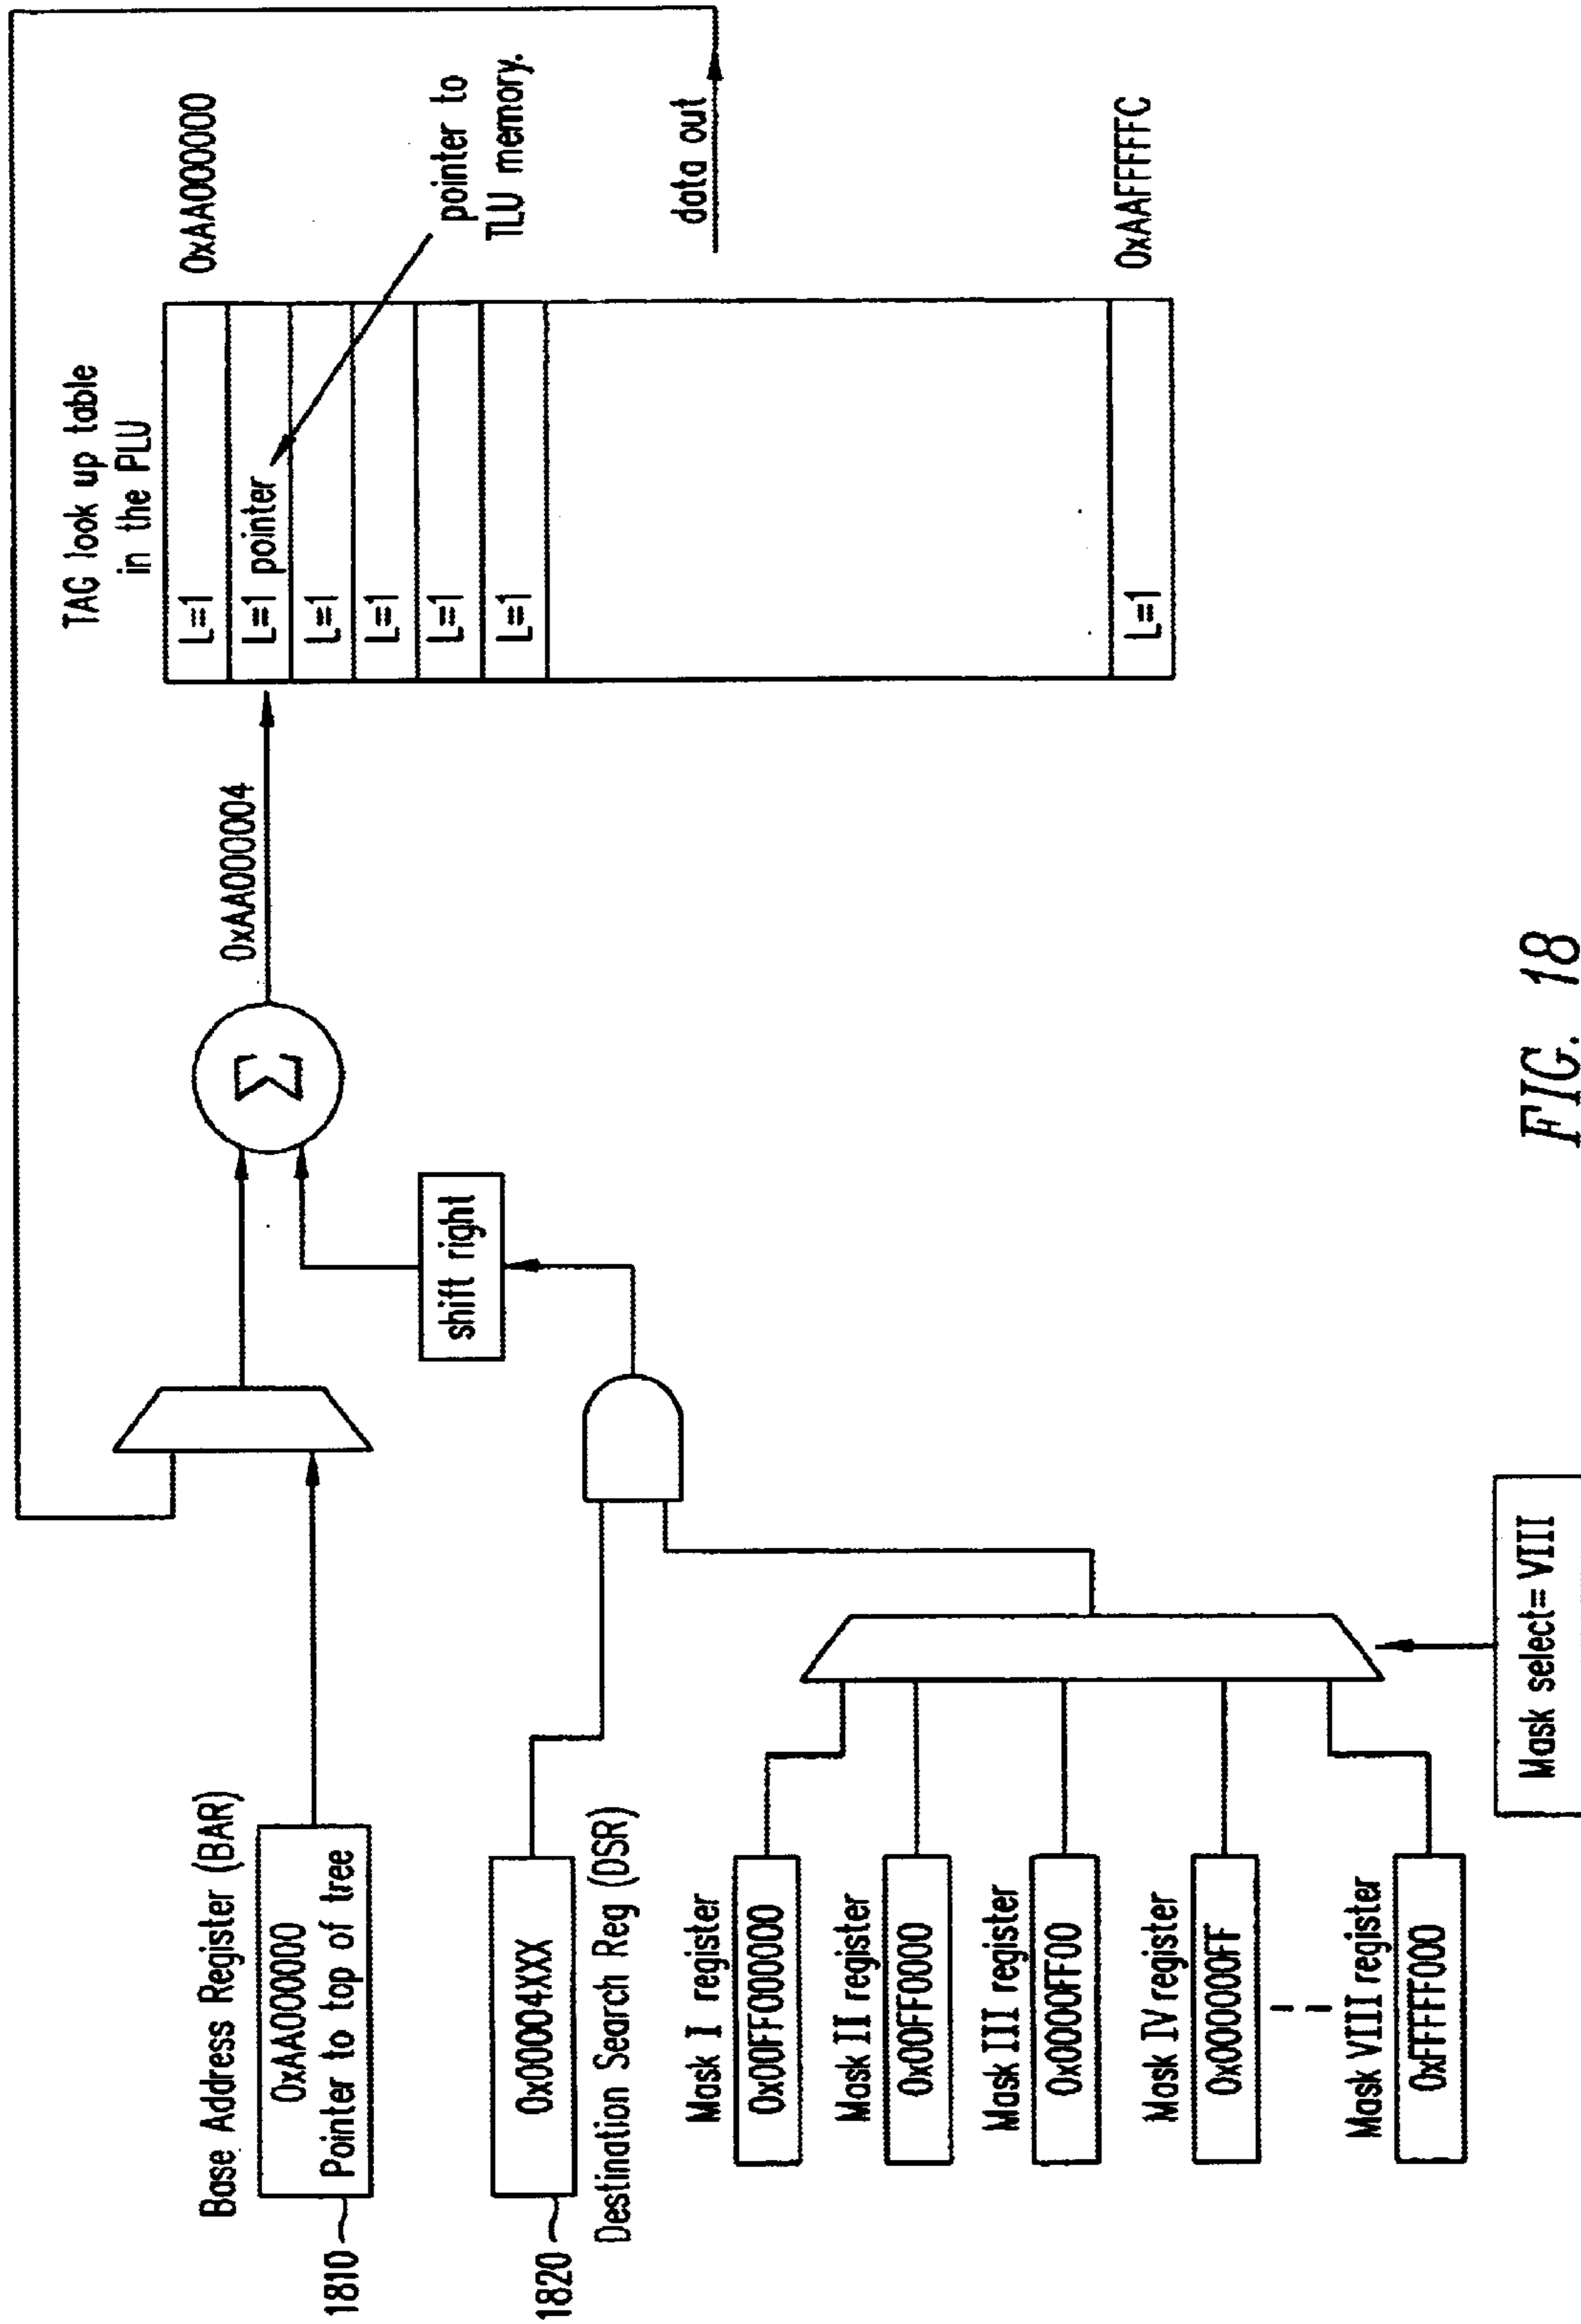 TAG look up table
in the PLU
Base Address Register (BAR)
0xAA000000
Pointer to top of tree
1810
0xAA000004
L=1
L=1 pointer
L=1
L=1
L=1
L=1
L=1
0xAA000000
pointer to
TLU memory.
data out
0xAAFFFFFC
shift right
Σ
1820
0x00004XXX
Destination Search Reg (DSR)
Mask I register
0x00FF00000
Mask II register
0x00FF0000
Mask III register
0x0000FF00
Mask IV register
0x000000FF
Mask VIII register
0xFFFFF000
Mask select= VIII
FIG. 18